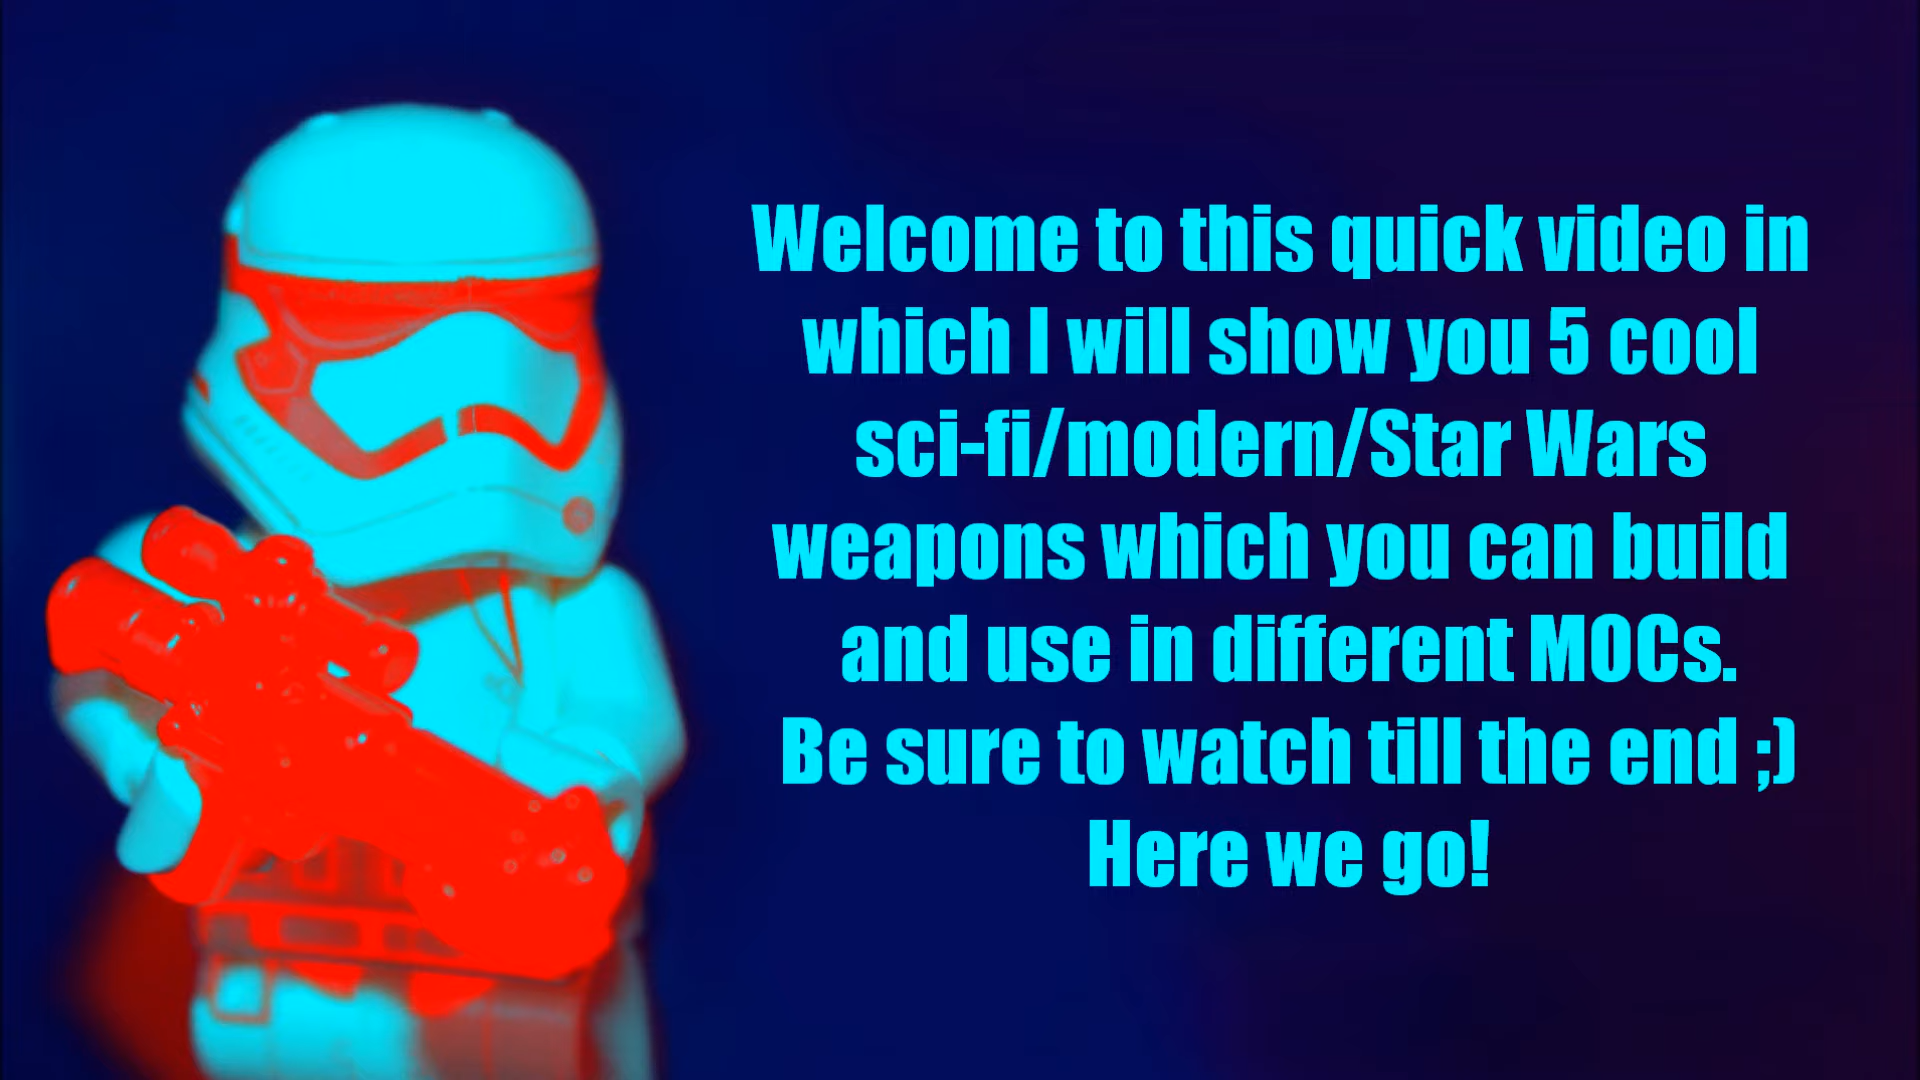 Welcome to this quick video in
which I will show you 5 cool
sci-fi/modern/Star Wars
weapons which you can build
and use in different MOCs.
Be sure to watch till the end ;)
Here we go!